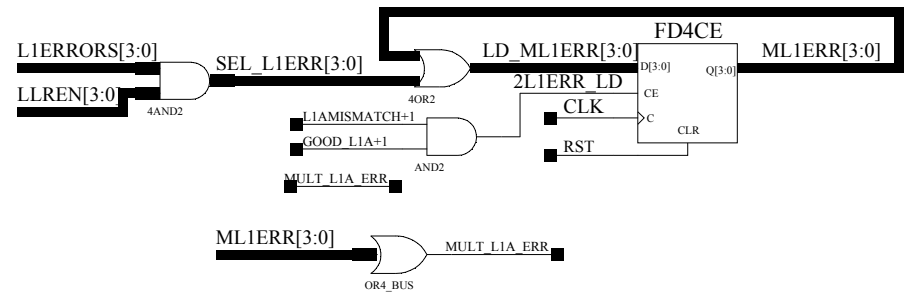 FD4CE
L1ERRORS[3:0]
SEL_L1ERR[3:0]
LD_ML1ERR[3:0]
ML1ERR[3:0]
D[3:0]
Q[3:0]
LLREN[3:0]
2L1ERR_LD
CE
4AND2
4OR2
CLK
C
L1AMISMATCH+1
CLR
GOOD_L1A+1
RST
AND2
MULT_L1A_ERR
ML1ERR[3:0]
MULT_L1A_ERR
OR4_BUS